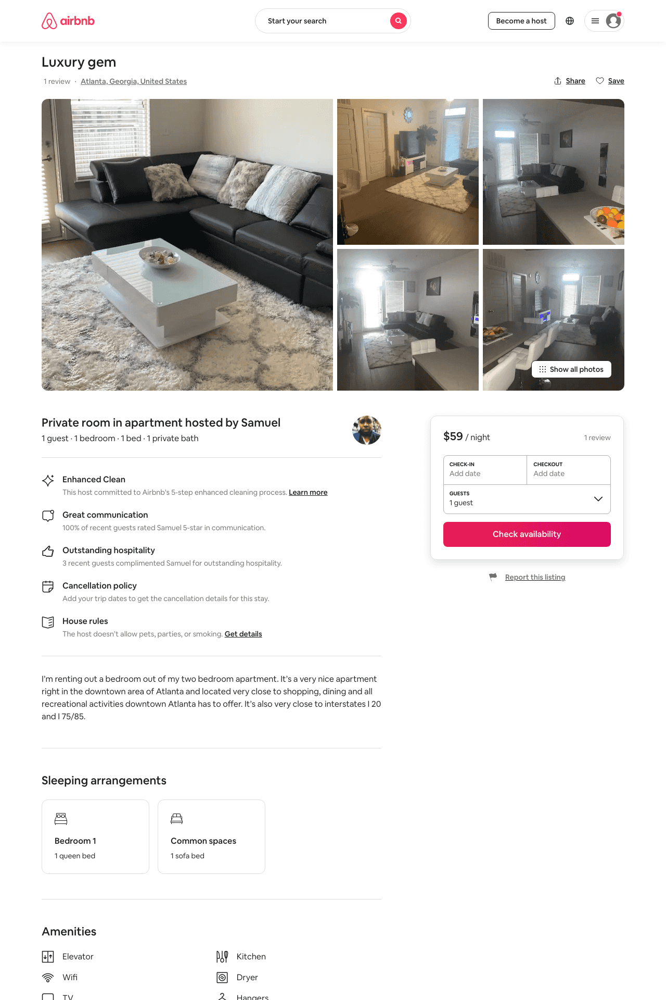 airbnb
Start your search
Become a host
Luxury gem
1 review · Atlanta, Georgia, United States
Share
Save
Show all photos
Private room in apartment hosted by Samuel
1 guest · 1 bedroom · 1 bed · 1 private bath
Enhanced Clean
This host committed to Airbnb's 5-step enhanced cleaning process. Learn more
Great communication
100% of recent guests rated Samuel 5-star in communication.
Outstanding hospitality
3 recent guests complimented Samuel for outstanding hospitality.
Cancellation policy
Add your trip dates to get the cancellation details for this stay.
House rules
The host doesn’t allow pets, parties, or smoking. Get details
$59 / night
1 review
CHECK-IN
Add date
CHECKOUT
Add date
GUESTS
1 guest
Check availability
Report this listing
I’m renting out a bedroom out of my two bedroom apartment. It’s a very nice apartment
right in the downtown area of Atlanta and located very close to shopping, dining and all
recreational activities downtown Atlanta has to offer. It’s also very close to interstates I 20
and I 75/85.
Sleeping arrangements
Bedroom 1
1 queen bed
Common spaces
1 sofa bed
Amenities
Elevator
Kitchen
Wifi
Dryer
TV
Hangers